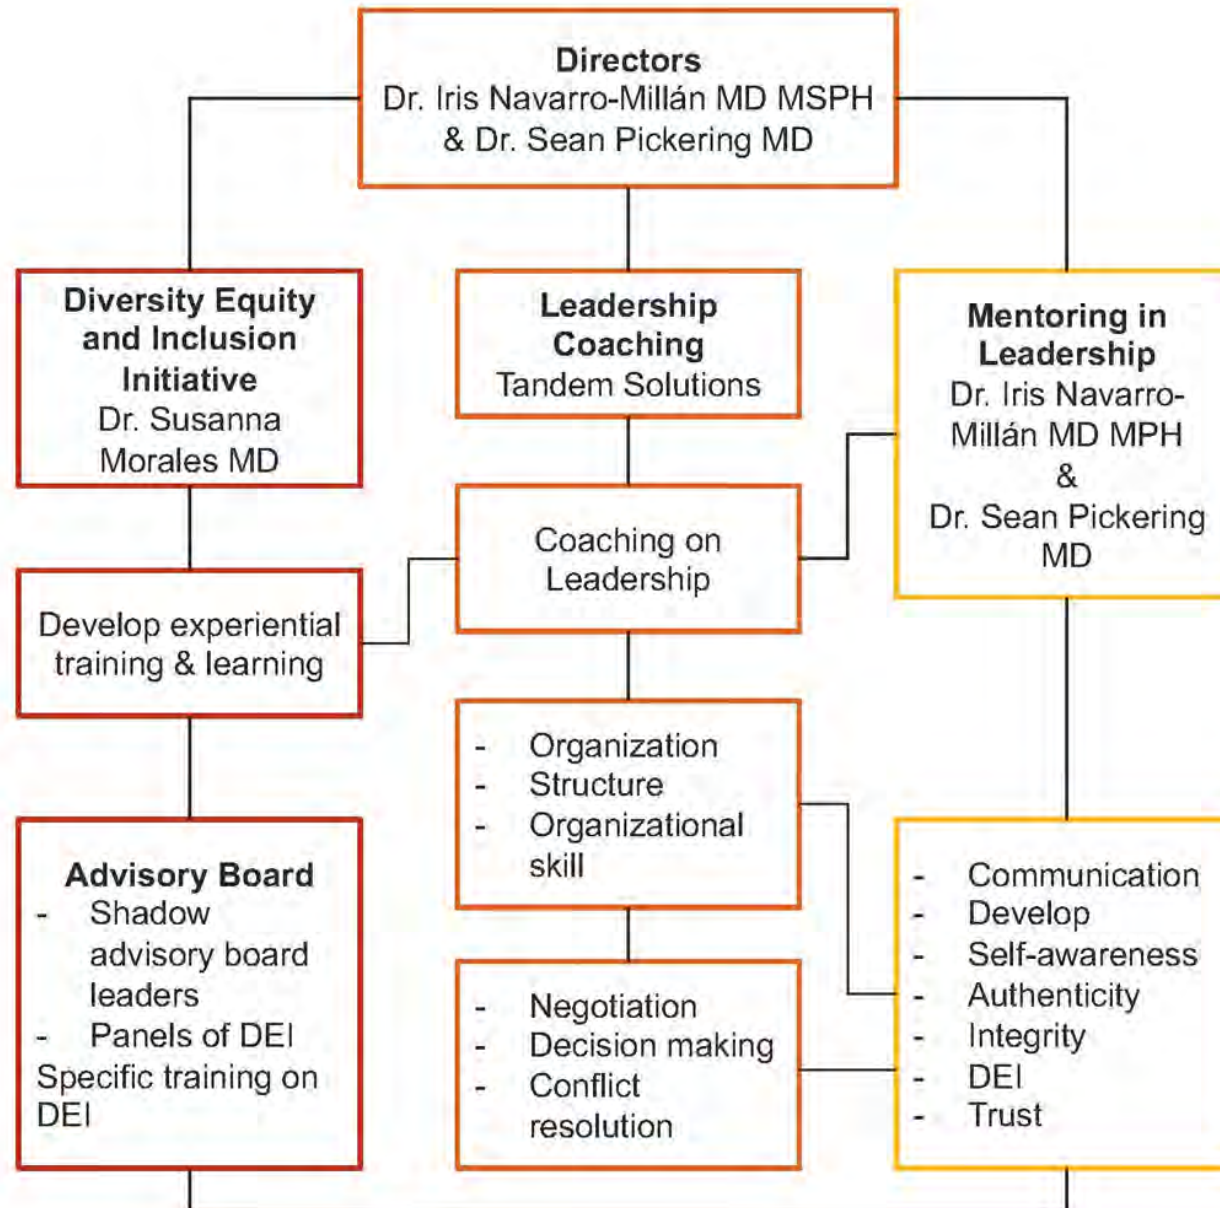 Directors
Dr. Iris Navarro-Millán MD MSPH
& Dr. Sean Pickering MD
Diversity Equity
and Inclusion
Initiative
Dr. Susanna
Morales MD
Leadership
Coaching
Tandem Solutions
Mentoring in
Leadership
Dr. Iris Navarro-
Millán MD MPH
&
Dr. Sean Pickering
MD
Develop experiential
training & learning
Coaching on
Leadership
- Organization
- Structure
- Organizational
skill
Advisory Board
- Shadow
advisory board
leaders
- Panels of DEI
Specific training on
DEI
- Negotiation
- Decision making
- Conflict
resolution
- Communication
- Develop
- Self-awareness
- Authenticity
- Integrity
- DEI
- Trust